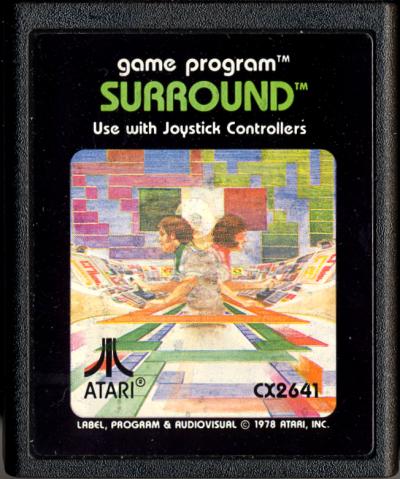 game program™
SURROUND™
Use with Joystick Controllers
ATARI®
CX2641
LABEL, PROGRAM & AUDIOVISUAL © 1978 ATARI, INC.